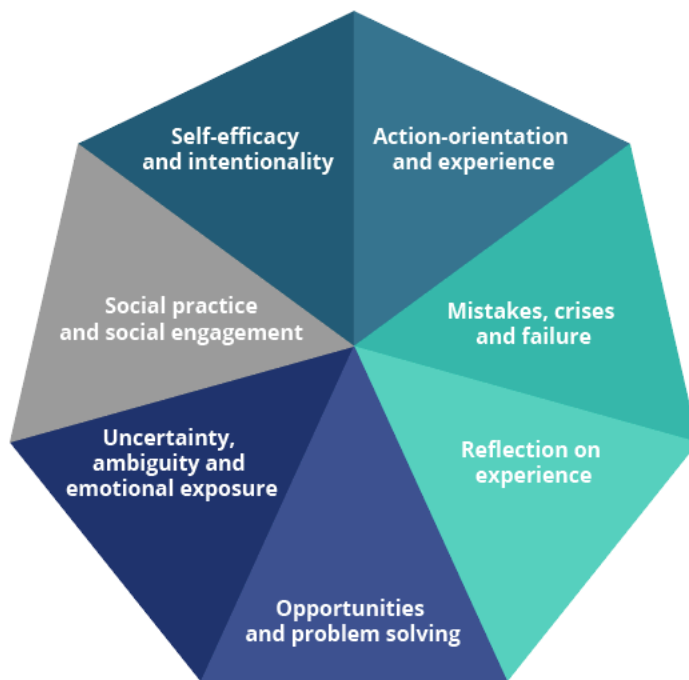 Self-efficacy
and intentionality
Action-orientation
and experience
Social practice
and social engagement
Mistakes, crises
and failure
Uncertainty,
ambiguity and
emotional exposure
Reflection on
experience
Opportunities
and problem solving